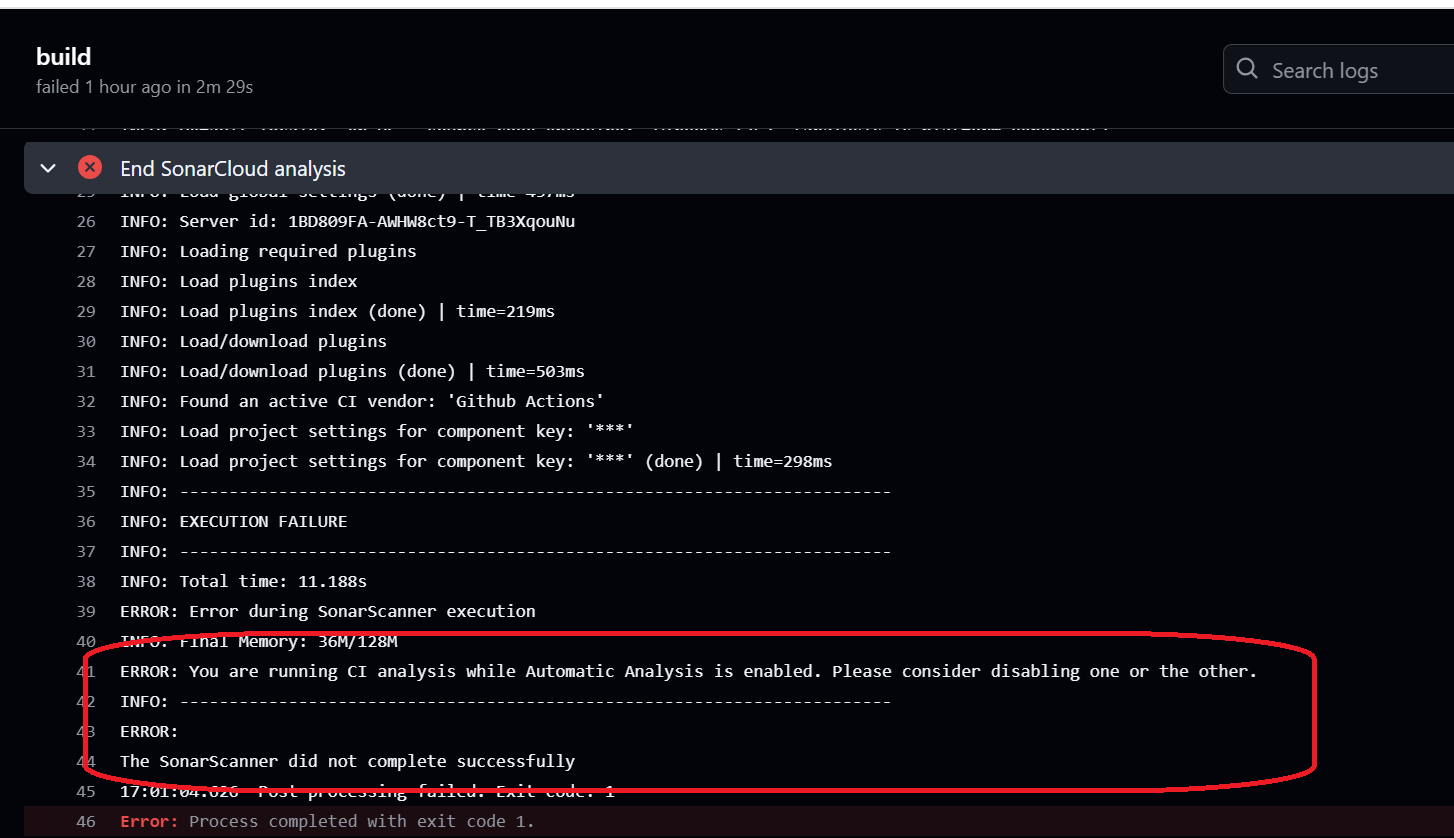 build
failed 1 hour ago in 2m 29s
Search logs
End SonarCloud analysis
25 INFO: Load global settings (done) | time=497ms
26 INFO: Server id: 1BD809FA-AWHW8ct9-T_TB3XqouNu
27 INFO: Loading required plugins
28 INFO: Load plugins index
29 INFO: Load plugins index (done) | time=219ms
30 INFO: Load/download plugins
31 INFO: Load/download plugins (done) | time=503ms
32 INFO: Found an active CI vendor: 'Github Actions'
33 INFO: Load project settings for component key: '***'
34 INFO: Load project settings for component key: '***' (done) | time=298ms
35 INFO: ------------------------------------------------------------------------
36 INFO: EXECUTION FAILURE
37 INFO: ------------------------------------------------------------------------
38 INFO: Total time: 11.188s
39 ERROR: Error during SonarScanner execution
40 INFO: Final Memory: 36M/128M
41 ERROR: You are running CI analysis while Automatic Analysis is enabled. Please consider disabling one or the other.
42 INFO: ------------------------------------------------------------------------
43 ERROR:
44 The SonarScanner did not complete successfully
45 17:01:04.626 Post-processing failed. Exit code: 1
46 Error: Process completed with exit code 1.